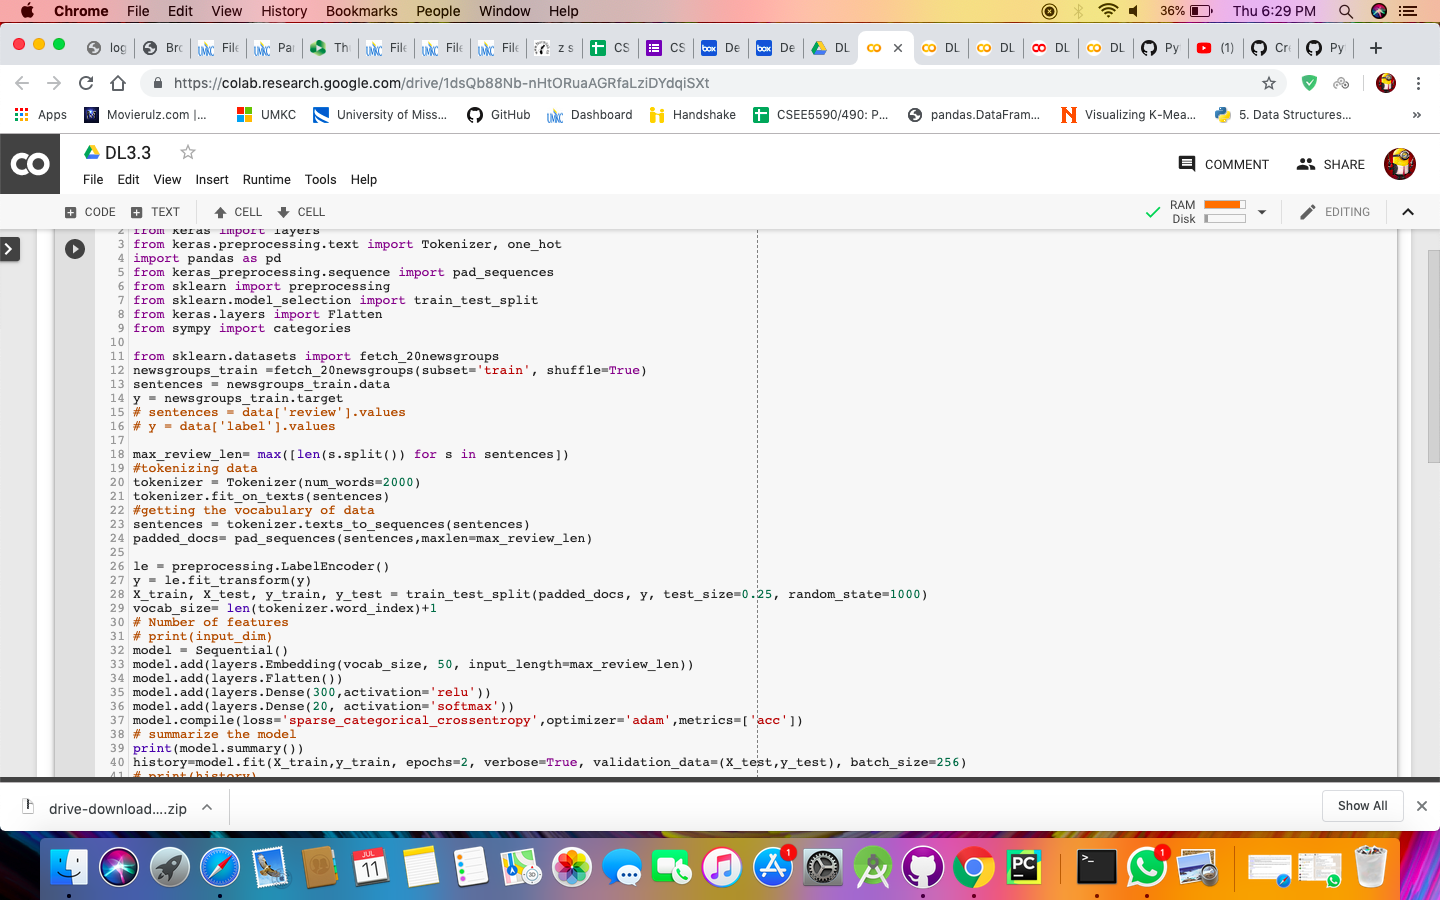 Chrome File Edit View History Bookmarks People Window Help 36% Thu 6:29 PM
log Bro UMKC File UMKC Pa Th UMKC File UMKC File UMKC File z s CS CS box De box De DL DL DL DL DL Py (1) Cr Py
https://colab.research.google.com/drive/1dsQb88Nb-nHtORuaAGRfaLziDYdqiSXt
Apps Movierulz.com |... UMKC University of Miss... GitHub UMKC Dashboard Handshake CSEE5590/490: P... pandas.DataFram... Visualizing K-Mea... 5. Data Structures... »
CO DL3.3
COMMENT SHARE
File Edit View Insert Runtime Tools Help
CODE TEXT CELL CELL RAM Disk EDITING
2 from keras import layers
3 from keras.preprocessing.text import Tokenizer, one_hot
4 import pandas as pd
5 from keras_preprocessing.sequence import pad_sequences
6 from sklearn import preprocessing
7 from sklearn.model_selection import train_test_split
8 from keras.layers import Flatten
9 from sympy import categories
10
11 from sklearn.datasets import fetch_20newsgroups
12 newsgroups_train =fetch_20newsgroups(subset='train', shuffle=True)
13 sentences = newsgroups_train.data
14 y = newsgroups_train.target
15 # sentences = data['review'].values
16 # y = data['label'].values
17
18 max_review_len= max([len(s.split()) for s in sentences])
19 #tokenizing data
20 tokenizer = Tokenizer(num_words=2000)
21 tokenizer.fit_on_texts(sentences)
22 #getting the vocabulary of data
23 sentences = tokenizer.texts_to_sequences(sentences)
24 padded_docs= pad_sequences(sentences,maxlen=max_review_len)
25
26 le = preprocessing.LabelEncoder()
27 y = le.fit_transform(y)
28 X_train, X_test, y_train, y_test = train_test_split(padded_docs, y, test_size=0.25, random_state=1000)
29 vocab_size= len(tokenizer.word_index)+1
30 # Number of features
31 # print(input_dim)
32 model = Sequential()
33 model.add(layers.Embedding(vocab_size, 50, input_length=max_review_len))
34 model.add(layers.Flatten())
35 model.add(layers.Dense(300,activation='relu'))
36 model.add(layers.Dense(20, activation='softmax'))
37 model.compile(loss='sparse_categorical_crossentropy',optimizer='adam',metrics=['acc'])
38 # summarize the model
39 print(model.summary())
40 history=model.fit(X_train,y_train, epochs=2, verbose=True, validation_data=(X_test,y_test), batch_size=256)
41 # print(history)
drive-download....zip Show All
JUL 11 1 PC >_ 1